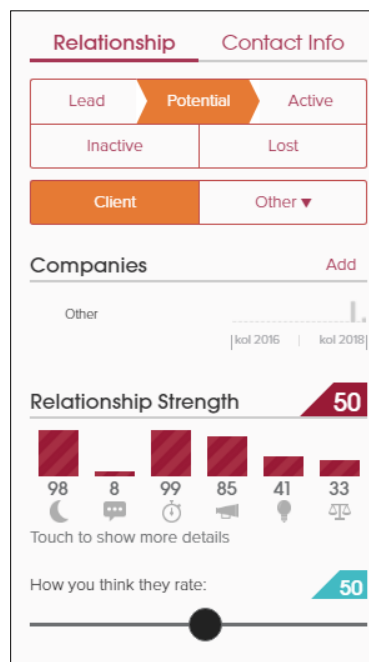 Relationship Contact Info
Lead Potential Active
Inactive Lost
Client Other ▼
Companies Add
Other
kol 2016 kol 2018
Relationship Strength 50
98 8 99 85 41 33
Touch to show more details
How you think they rate: 50